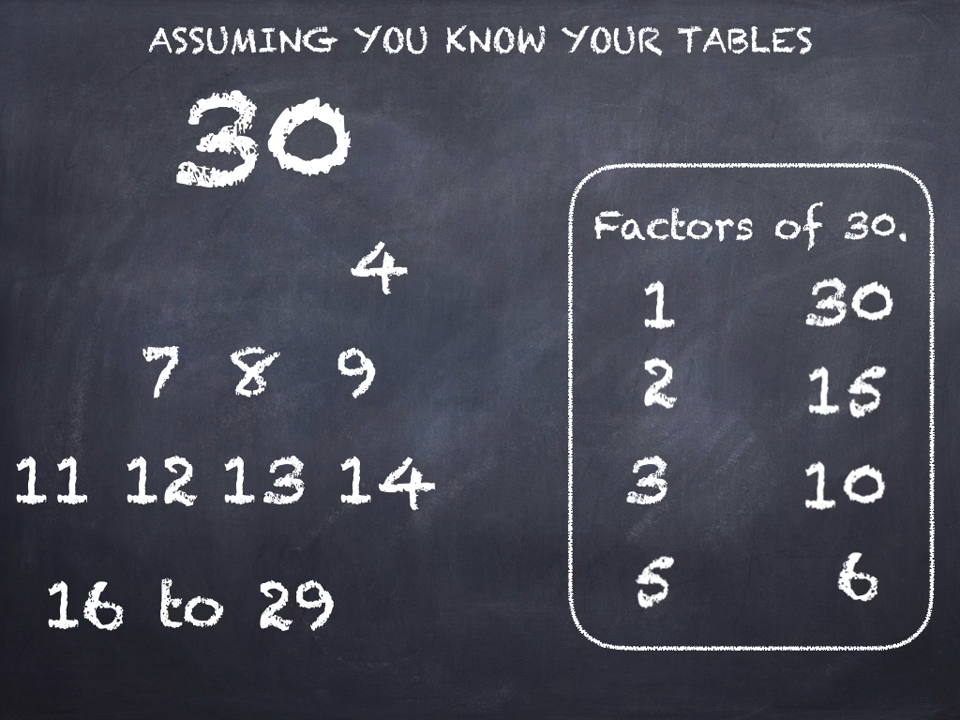 ASSUMING YOU KNOW YOUR TABLES
30
4
7 8 9
11 12 13 14
16 to 29
Factors of 30.
1 30
2 15
3 10
5 6